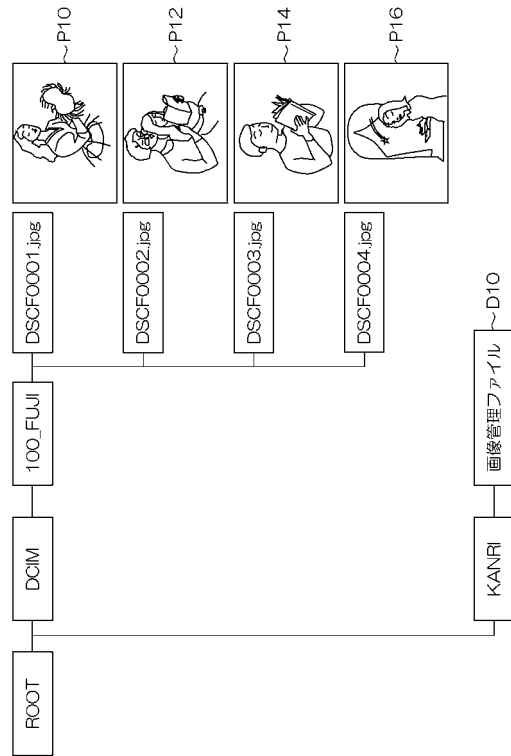 ROOT
DCIM
100_FUJI
DSCF0001.jpg
P10
DSCF0002.jpg
P12
DSCF0003.jpg
P14
DSCF0004.jpg
P16
KANRI
画像管理ファイル
D10